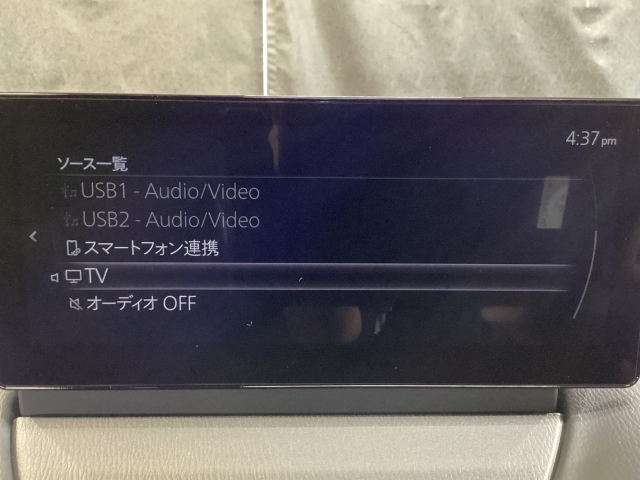 4:37pm
ソース一覧
USB1 - Audio/Video
USB2 - Audio/Video
スマートフォン連携
TV
オーディオ OFF